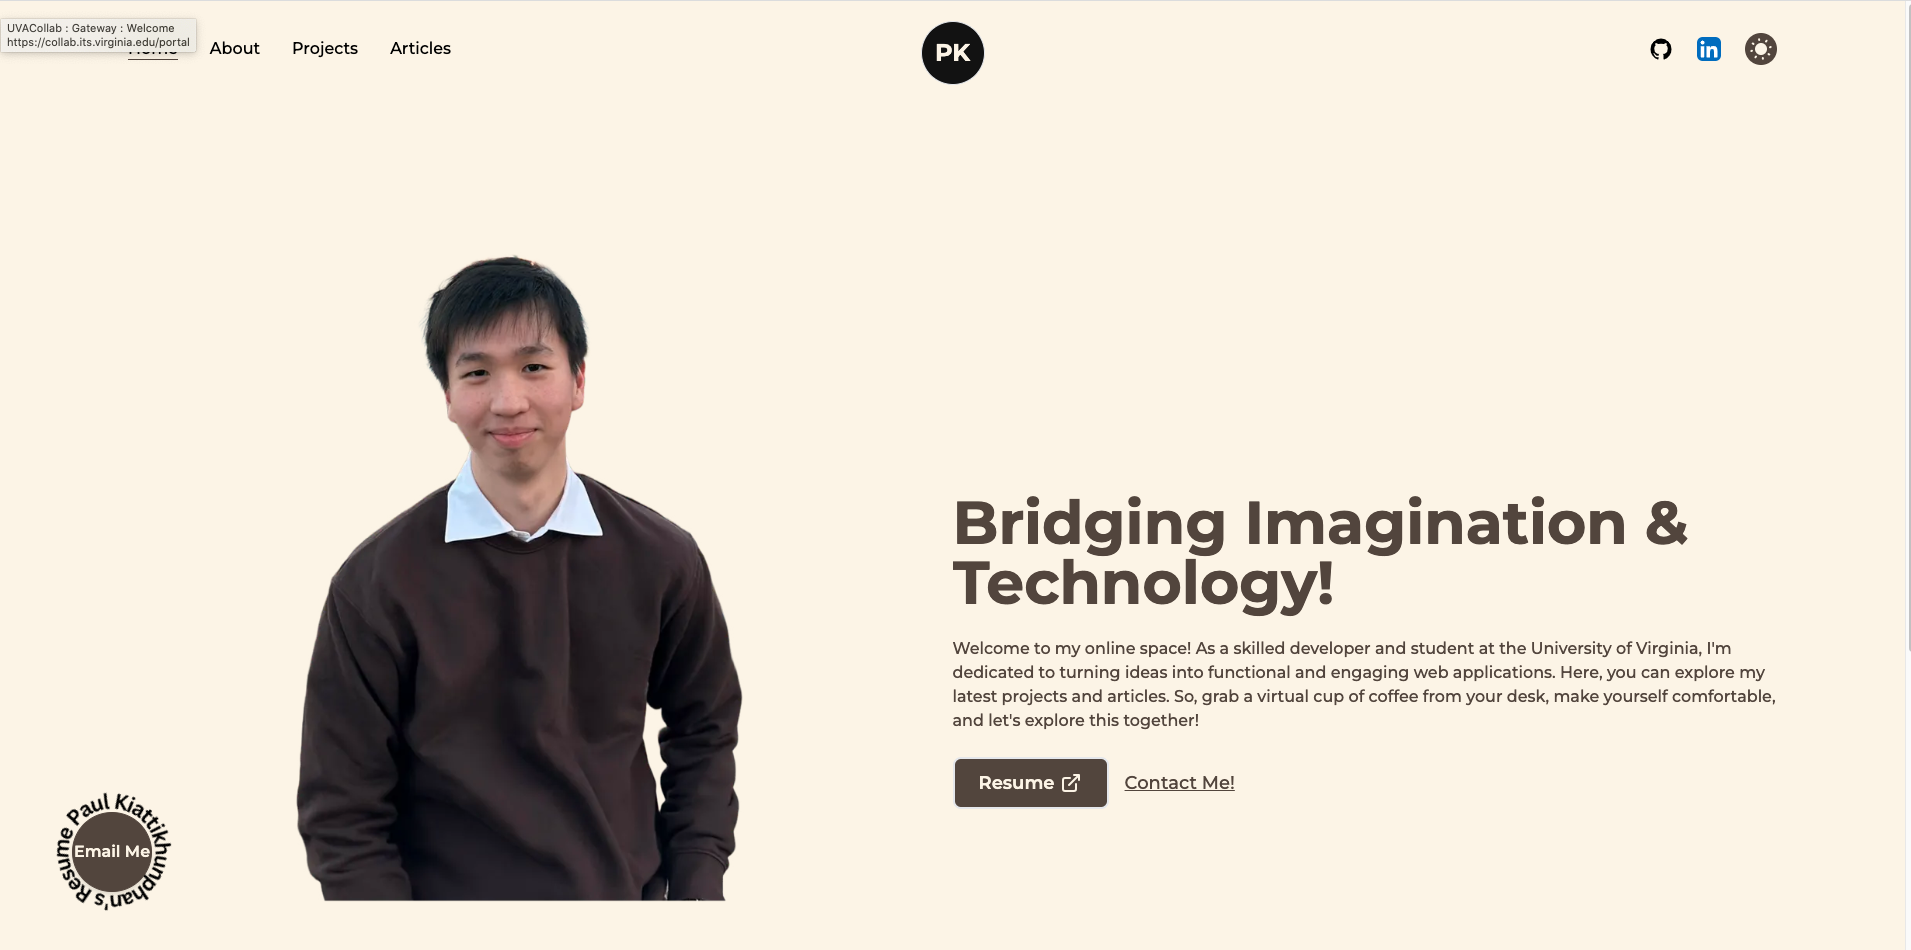 UVACollab : Gateway : Welcome
https://collab.its.virginia.edu/portal
Home About Projects Articles
PK
in
Bridging Imagination &
Technology!
Welcome to my online space! As a skilled developer and student at the University of Virginia, I'm
dedicated to turning ideas into functional and engaging web applications. Here, you can explore my
latest projects and articles. So, grab a virtual cup of coffee from your desk, make yourself comfortable,
and let's explore this together!
Resume
Contact Me!
Paul Kiattikhunphan's Resume
Email Me